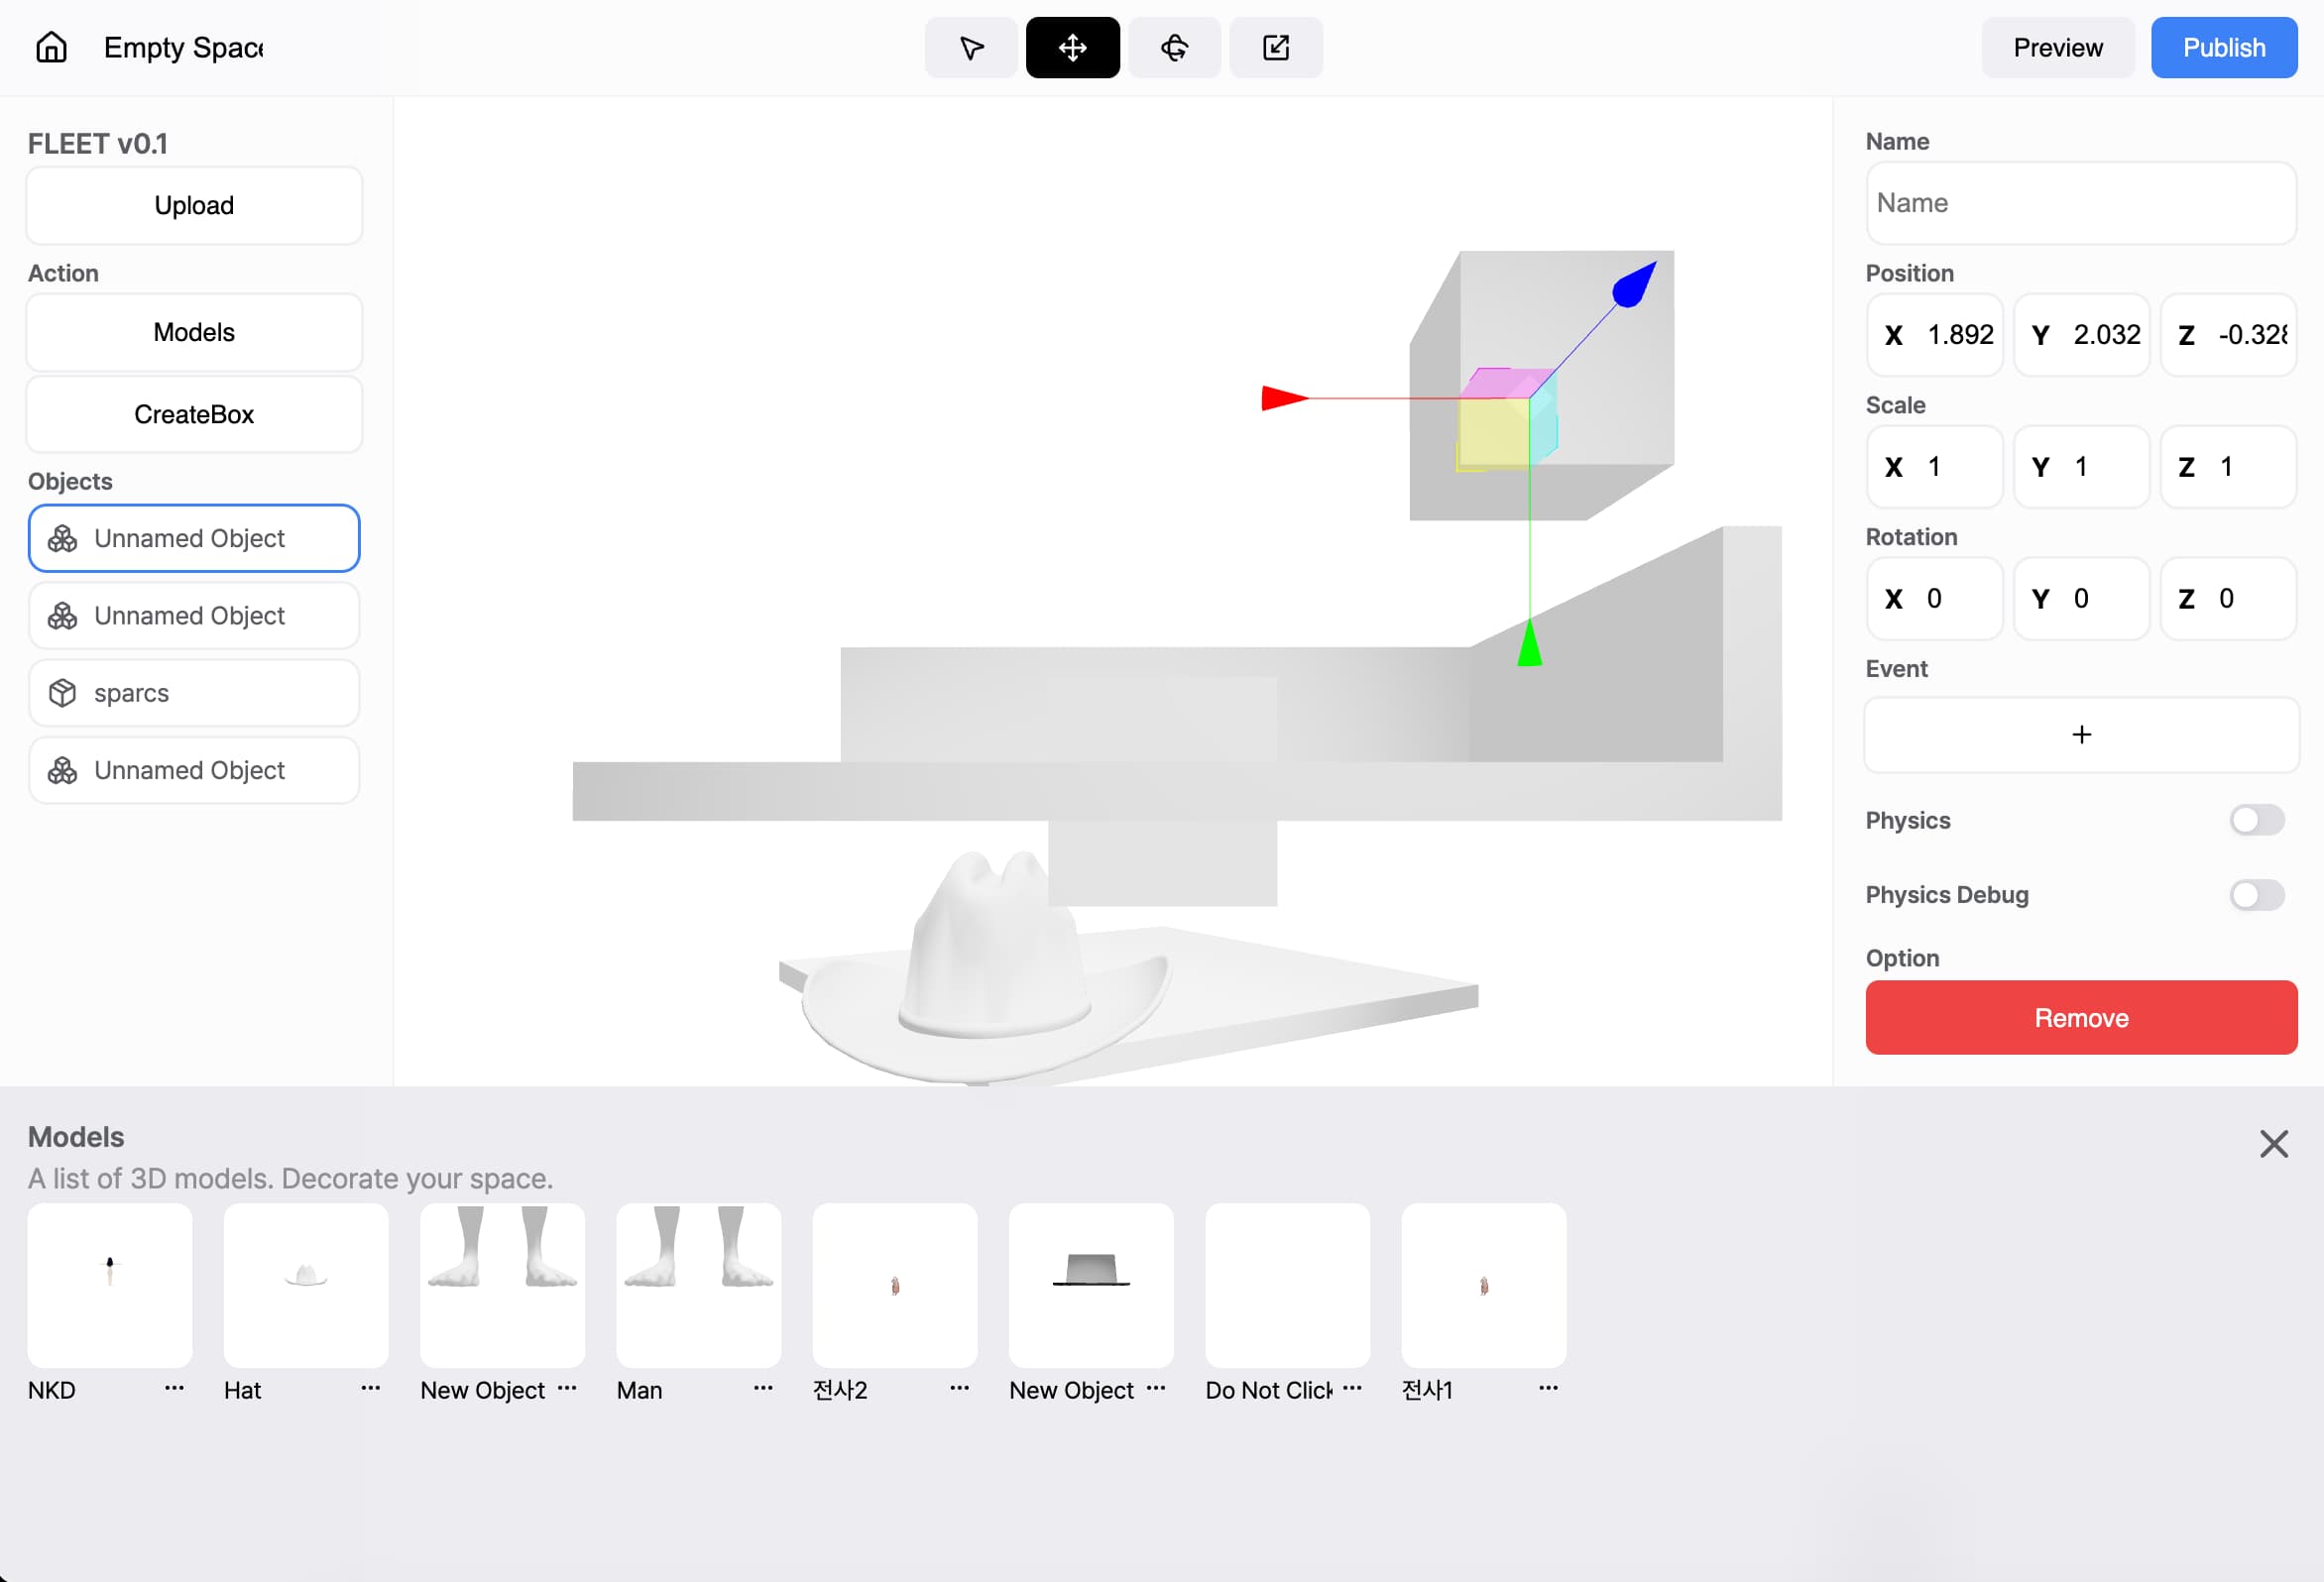 Empty Space
Preview
Publish
FLEET v0.1
Upload
Action
Models
CreateBox
Objects
Unnamed Object
Unnamed Object
sparcs
Unnamed Object
Name
Name
Position
X 1.892 Y 2.032 Z -0.328
Scale
X 1 Y 1 Z 1
Rotation
X 0 Y 0 Z 0
Event
+
Physics
Physics Debug
Option
Remove
Models
A list of 3D models. Decorate your space.
NKD ··· Hat ··· New Object ··· Man ··· 전사2 ··· New Object ··· Do Not Click ··· 전사1 ···